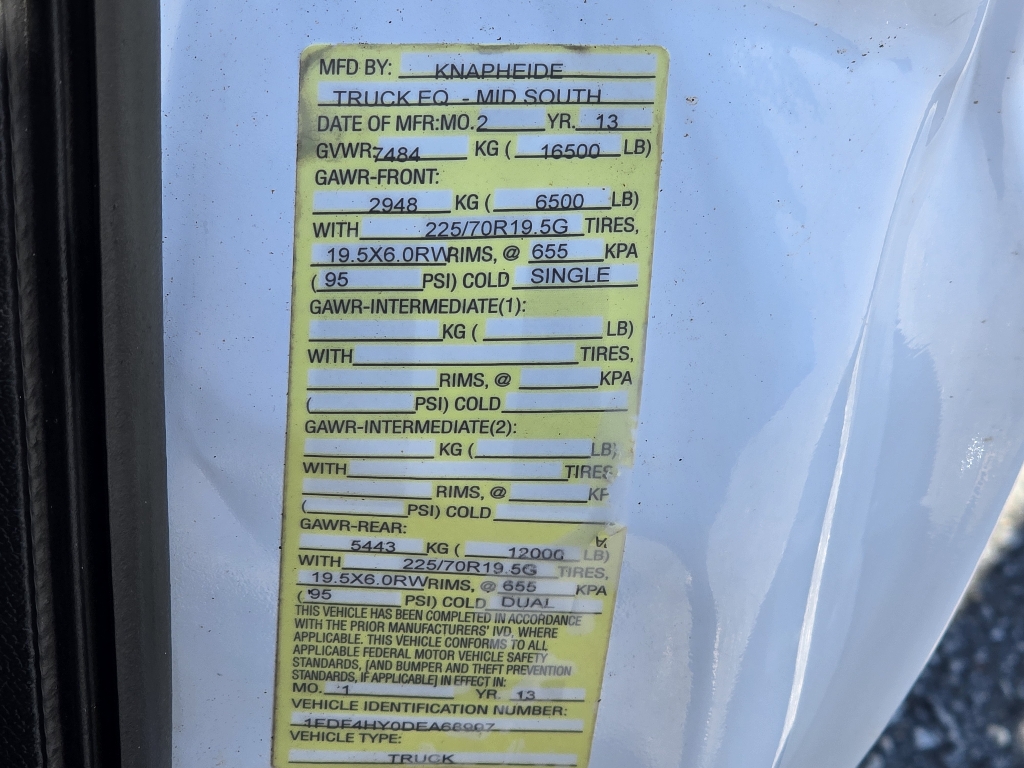 MFD BY: KNAPHEIDE
TRUCK EQ - MID SOUTH
DATE OF MFR:MO.2 YR. 13
GVWR:7484 KG ( 16500 LB)
GAWR-FRONT:
2948 KG ( 6500 LB)
WITH 225/70R19.5G TIRES,
19.5X6.0RW RIMS, @ 655 KPA
( 95 PSI) COLD SINGLE
GAWR-INTERMEDIATE(1):
KG ( LB)
WITH TIRES,
RIMS, @ KPA
( PSI) COLD
GAWR-INTERMEDIATE(2):
KG ( LB)
WITH TIRES
RIMS, @ KP
( PSI) COLD
GAWR-REAR:
5443 KG ( 12000 LB)
WITH 225/70R19.5G TIRES,
19.5X6.0RW RIMS, @ 655 KPA
( 95 PSI) COLD DUAL
THIS VEHICLE HAS BEEN COMPLETED IN ACCORDANCE
WITH THE PRIOR MANUFACTURERS' IVD, WHERE
APPLICABLE. THIS VEHICLE CONFORMS TO ALL
APPLICABLE FEDERAL MOTOR VEHICLE SAFETY
STANDARDS, [AND BUMPER AND THEFT PREVENTION
STANDARDS, IF APPLICABLE] IN EFFECT IN:
MO. 1 YR. 13
VEHICLE IDENTIFICATION NUMBER:
VEHICLE TYPE:
TRUCK